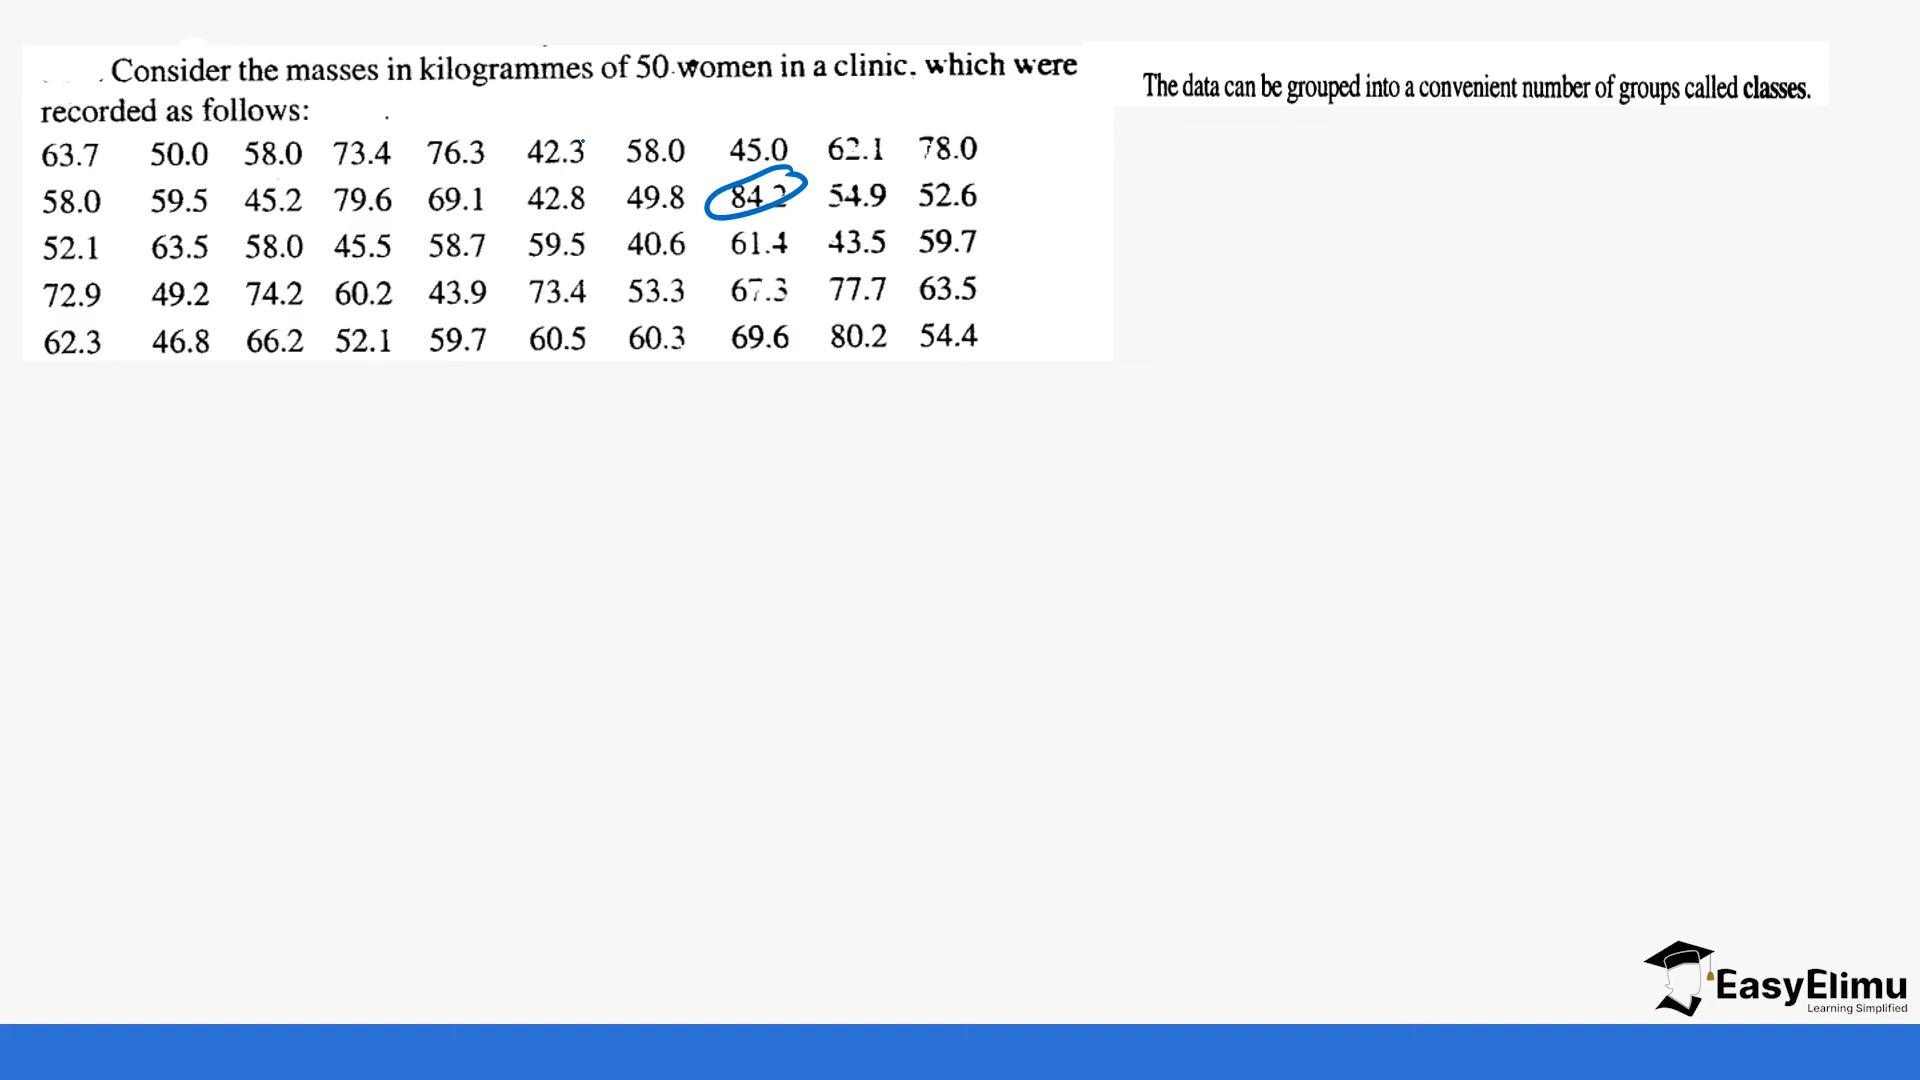 Consider the masses in kilogrammes of 50 women in a clinic, which were
recorded as follows:
63.7 50.0 58.0 73.4 76.3 42.3 58.0 45.0 62.1 78.0
58.0 59.5 45.2 79.6 69.1 42.8 49.8 84.2 54.9 52.6
52.1 63.5 58.0 45.5 58.7 59.5 40.6 61.4 43.5 59.7
72.9 49.2 74.2 60.2 43.9 73.4 53.3 67.3 77.7 63.5
62.3 46.8 66.2 52.1 59.7 60.5 60.3 69.6 80.2 54.4
The data can be grouped into a convenient number of groups called classes.
EasyElimu
Learning Simplified